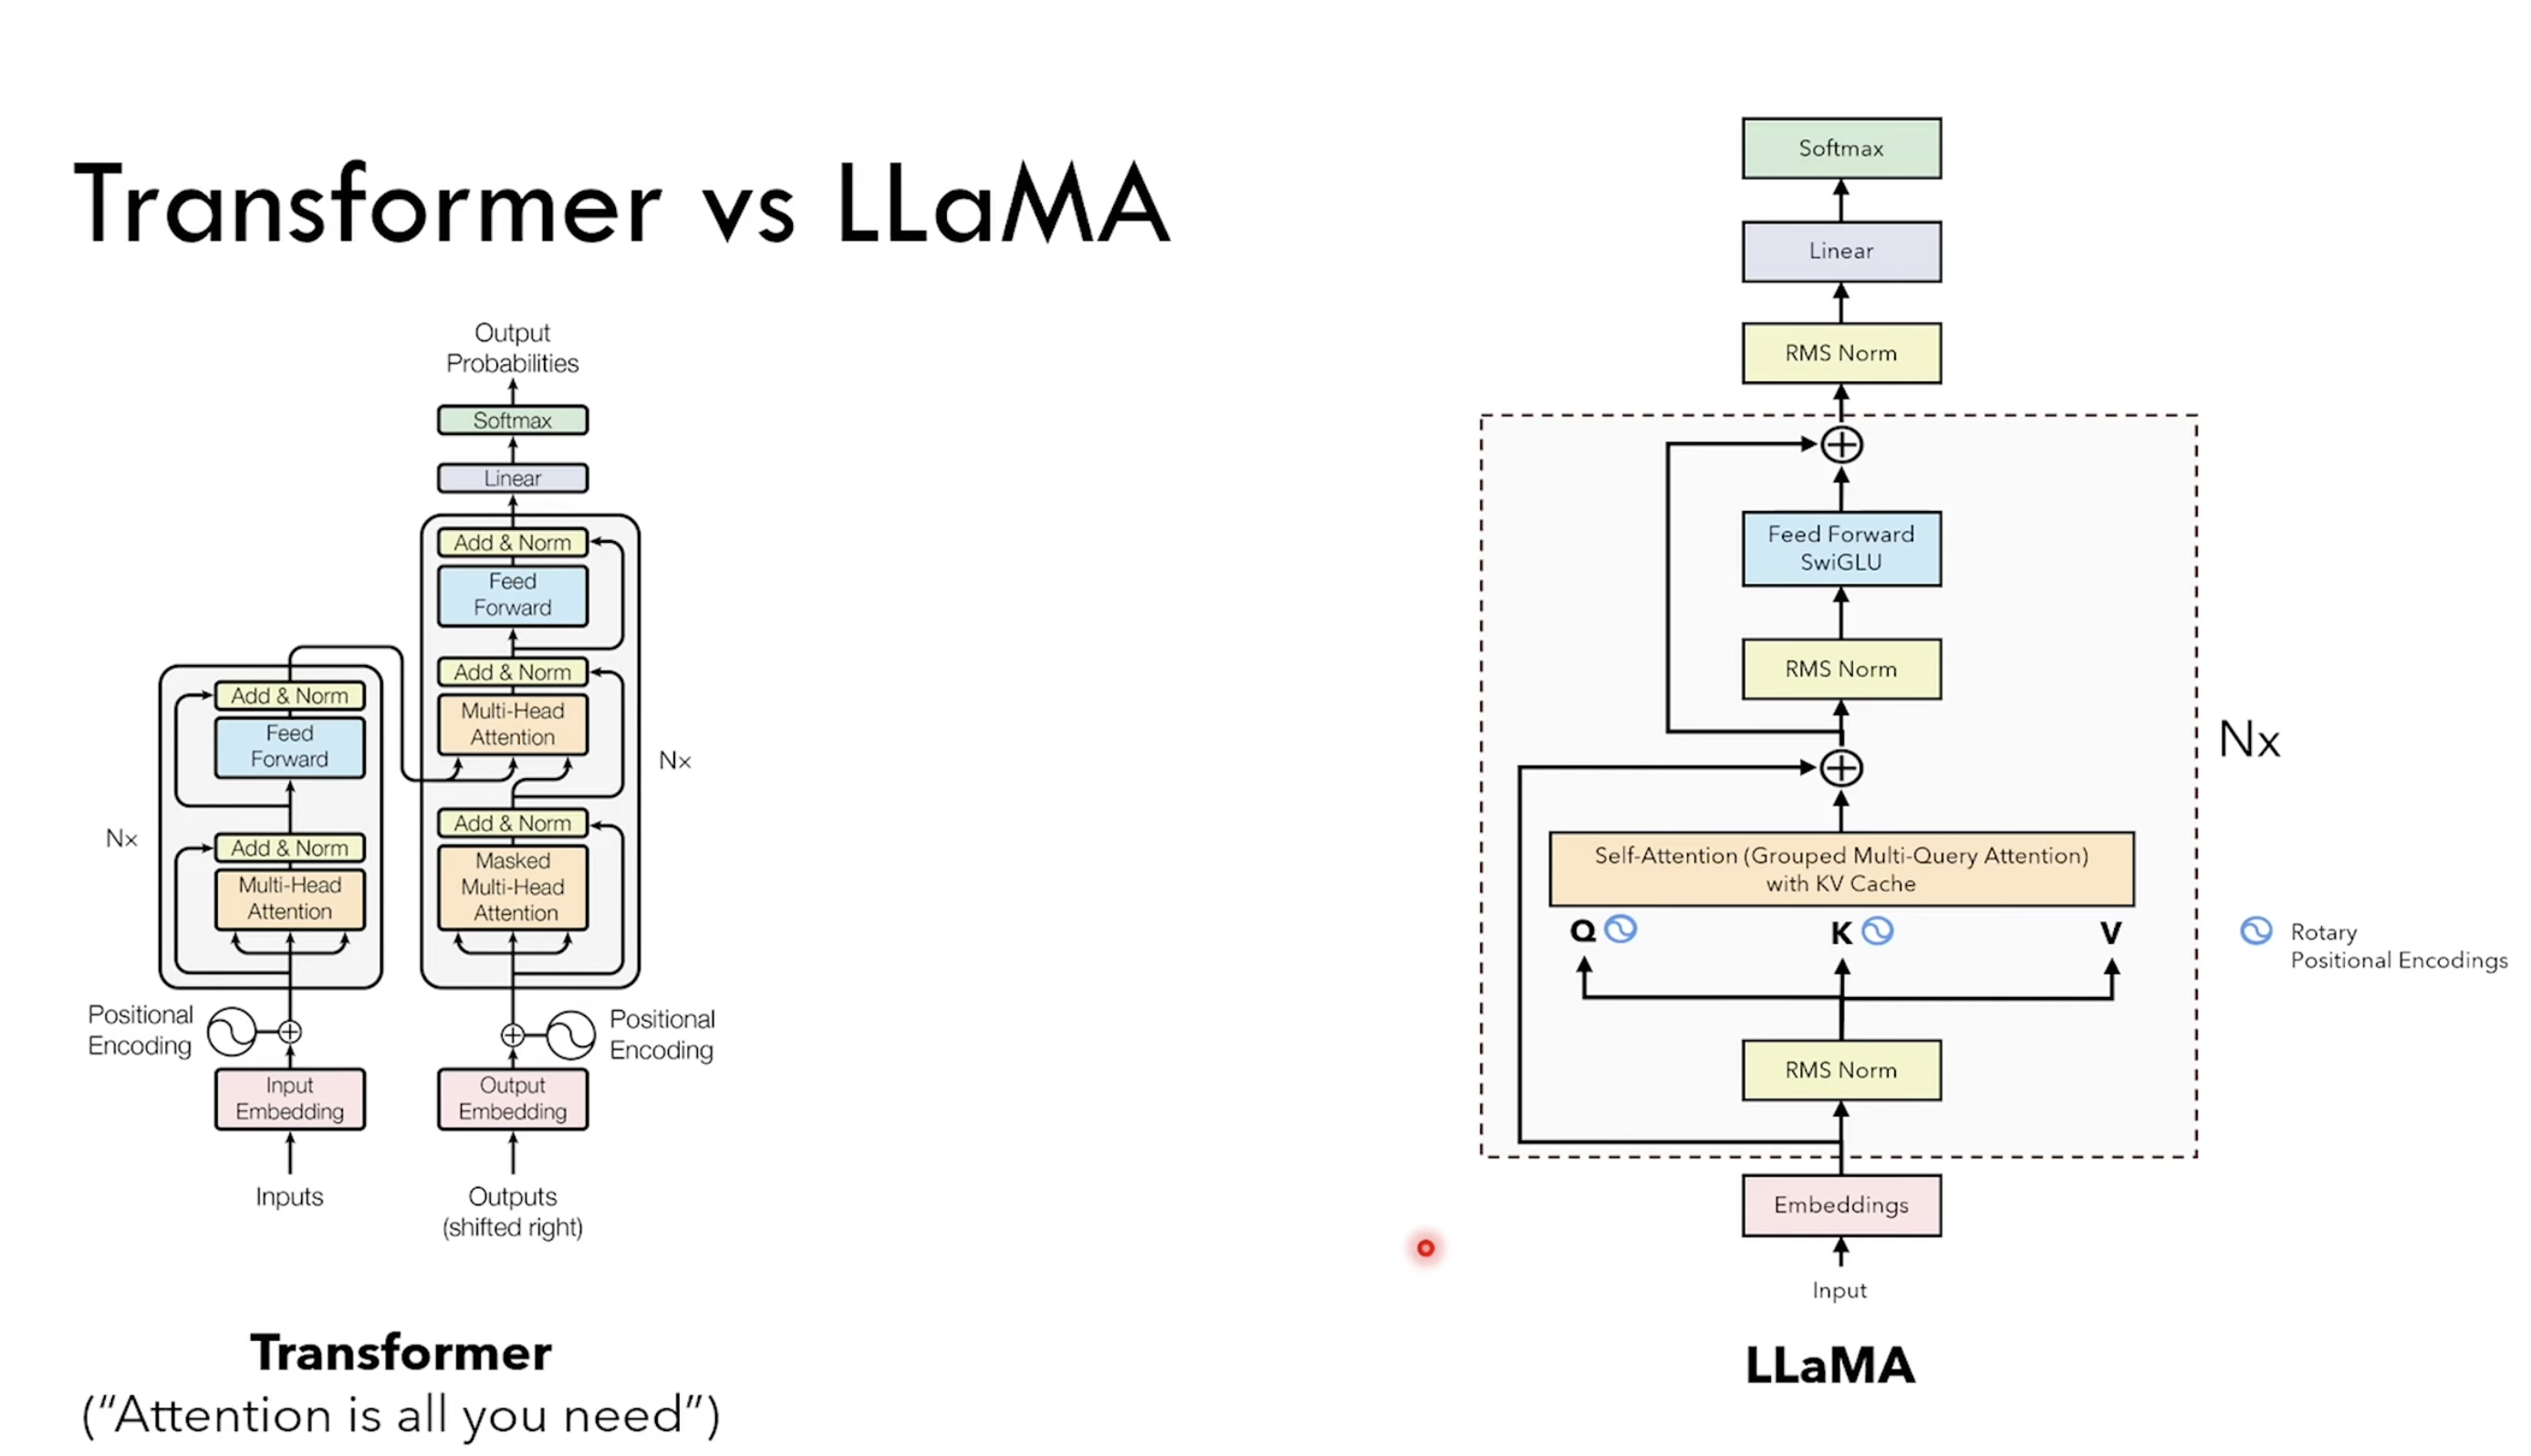 Transformer vs LLaMA
Output
Probabilities
Softmax
Linear
Add & Norm
Feed
Forward
Add & Norm
Multi-Head
Attention
Add & Norm
Masked
Multi-Head
Attention
Nx
Positional
Encoding
Output
Embedding
Outputs
(shifted right)
Add & Norm
Feed
Forward
Add & Norm
Multi-Head
Attention
Nx
Positional
Encoding
Input
Embedding
Inputs
Transformer
("Attention is all you need")
Softmax
Linear
RMS Norm
Feed Forward
SwiGLU
RMS Norm
Nx
Self-Attention (Grouped Multi-Query Attention)
with KV Cache
Q K V
Rotary
Positional Encodings
RMS Norm
Embeddings
Input
LLaMA